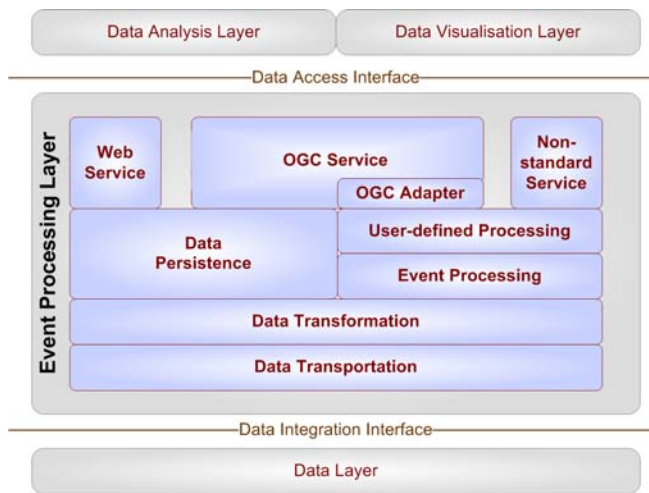 Data Analysis Layer
Data Visualisation Layer
Data Access Interface
Event Processing Layer
Web
Service
OGC Service
Non-
standard
Service
OGC Adapter
Data
Persistence
User-defined Processing
Event Processing
Data Transformation
Data Transportation
Data Integration Interface
Data Layer